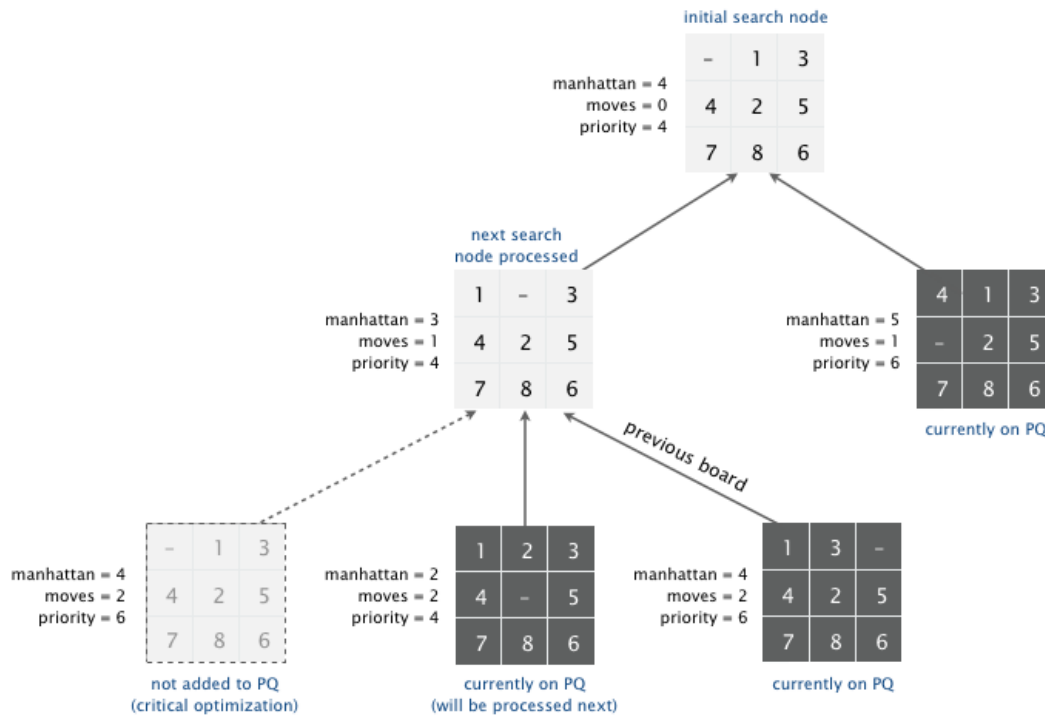 initial search node
- 1 3
manhattan = 4
moves = 0
4 2 5
priority = 4
7 8 6
next search
node processed
1 - 3
manhattan = 3
moves = 1
4 2 5
priority = 4
7 8 6
4 1 3
manhattan = 5
moves = 1
- 2 5
priority = 6
7 8 6
currently on PQ
previous board
- 1 3
manhattan = 4
moves = 2
4 2 5
priority = 6
7 8 6
not added to PQ
(critical optimization)
1 2 3
manhattan = 2
moves = 2
4 - 5
priority = 4
7 8 6
currently on PQ
(will be processed next)
1 3 -
manhattan = 4
moves = 2
4 2 5
priority = 6
7 8 6
currently on PQ